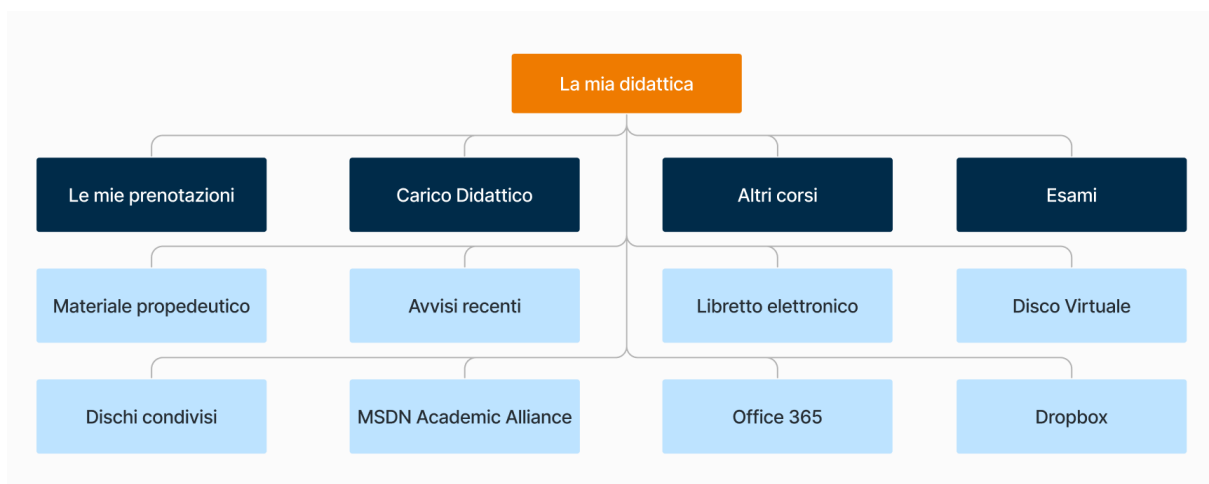 La mia didattica
Le mie prenotazioni
Carico Didattico
Altri corsi
Esami
Materiale propedeutico
Avvisi recenti
Libretto elettronico
Disco Virtuale
Dischi condivisi
MSDN Academic Alliance
Office 365
Dropbox